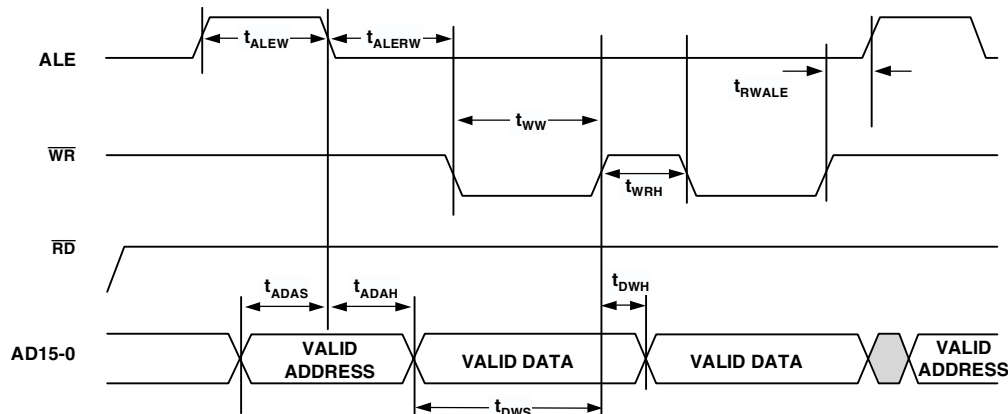 ALE
tALEW
tALERW
tRWALE
tWW
WR
tWRH
RD
tADAS
tADAH
tDWH
AD15-0
VALID
ADDRESS
VALID DATA
VALID DATA
VALID
ADDRESS
tDWS